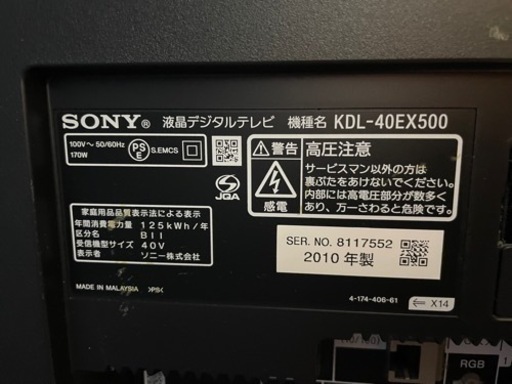 SONY® 液晶デジタルテレビ 機種名 KDL-40EX500
100V～50/60Hz
170W
PS
E
S.EMCS
JQA
警告 高圧注意
サービスマン以外の方は
裏ぶたをあけないでください。
内部には高電圧部分が数多く
あり、万一さわると危険です。
感電
家庭用品品質表示法による表示
年間消費電力量 125kWh/年
区分名 BII
受信機型サイズ 40V
表示者 ソニー株式会社
SER. NO. 8117552
2010 年製
MADE IN MALAYSIA >PS<
4-174-406-61
X14
RGB